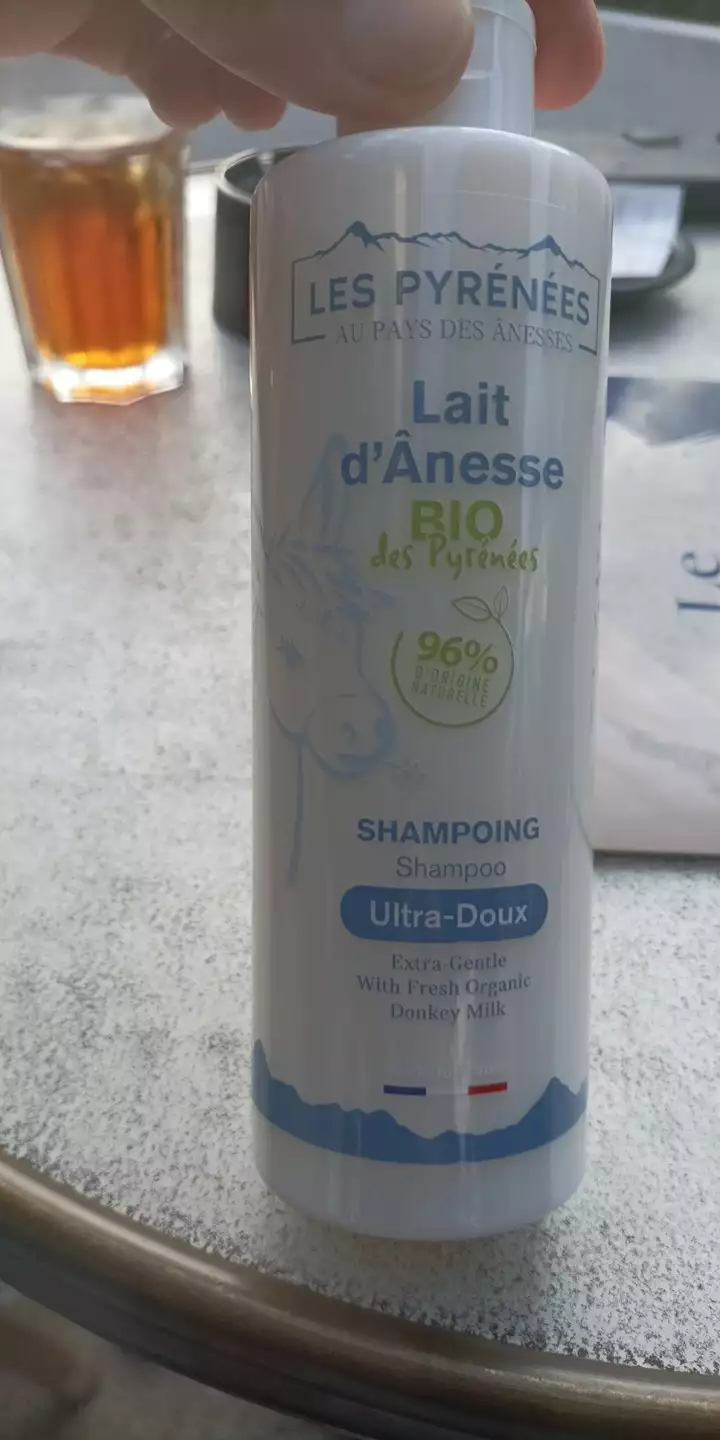 LES PYRÉNÉES
AU PAYS DES ÂNESSES
Lait
d'Ânesse
BIO
des Pyrénées
96%
D'ORIGINE
NATURELLE
SHAMPOING
Shampoo
Ultra-Doux
Extra-Gentle
With Fresh Organic
Donkey Milk
Le